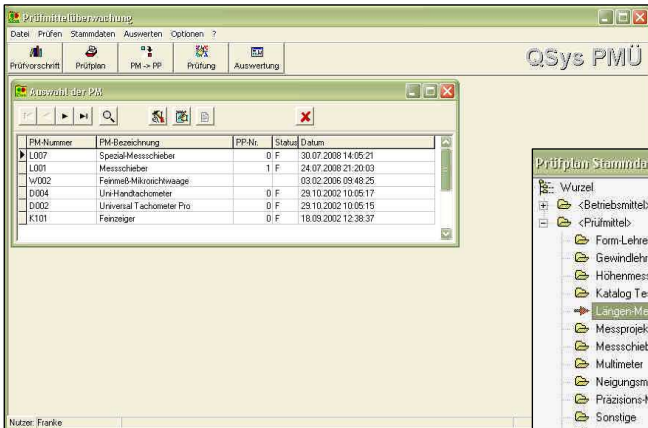 Prüfmittelüberwachung
Datei Prüfen Stammdaten Auswerten Optionen ?
Prüfvorschrift Prüfplan PM -> PP Prüfung Auswertung
QSys PMÜ
Auswahl der PM
PM-Nummer PM-Bezeichnung PP-Nr. Status Datum
L007 Spezial-Messschieber 0 F 30.07.2008 14:05:21
L001 Messschieber 1 F 24.07.2008 21:20:03
W002 Feinmeß-Mikrorichtwaage 03.02.2006 09:48:25
D004 Uni-Handtachometer 0 F 29.10.2002 10:05:17
D002 Universal Tachometer Pro 0 F 29.10.2002 10:05:15
K101 Feinzeiger 0 F 18.09.2002 12:38:37
Prüfplan Stammda
Wurzel
<Betriebsmittel>
<Prüfmittel>
Form-Lehre
Gewindlehr
Höhenmess
Katalog Te
Längen-Me
Messprojek
Messschieb
Multimeter
Neigungsm
Präzisions-M
Sonstige
Nutzer: Franke